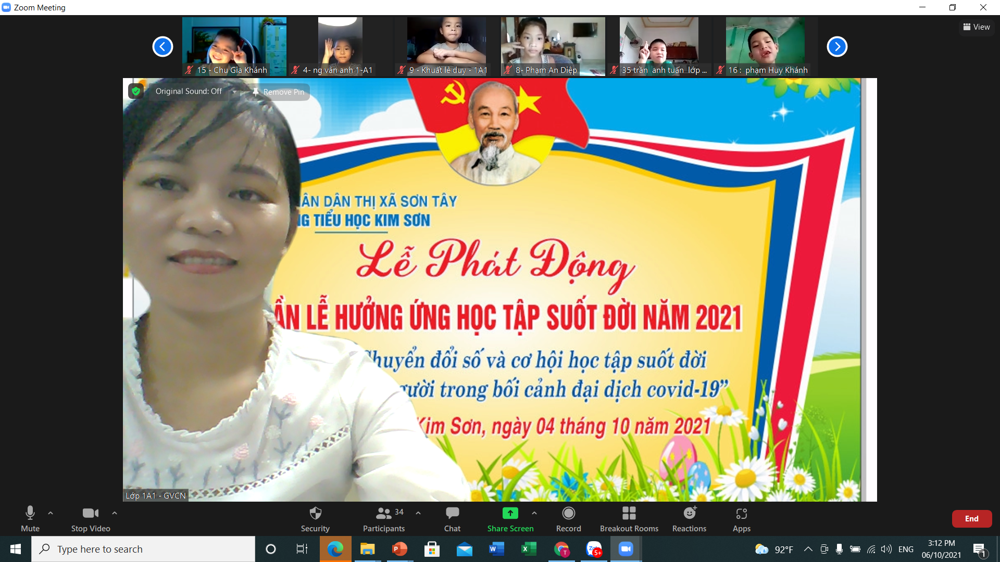 Zoom Meeting
View
15 - Chu Gia Khánh
4- ng vân anh 1-A1
9 - Khuất lê duy - 1A1
8- Phạm An Diệp
35 trần anh tuấn lớp ...
16 : phạm Huy Khánh
Original Sound: Off
Remove Pin
ÂN DÂN THỊ XÃ SƠN TÂY
NG TIỂU HỌC KIM SƠN
Lễ Phát Động
ẦN LỄ HƯỞNG ỨNG HỌC TẬP SUỐT ĐỜI NĂM 2021
Chuyển đổi số và cơ hội học tập suốt đời
gười trong bối cảnh đại dịch covid-19”
Kim Sơn, ngày 04 tháng 10 năm 2021
Lớp 1A1 - GVCN
Mute
Stop Video
Security
34
Participants
Chat
Share Screen
Record
Breakout Rooms
Reactions
Apps
End
Type here to search
5+
92°F
ENG
3:12 PM
06/10/2021
1